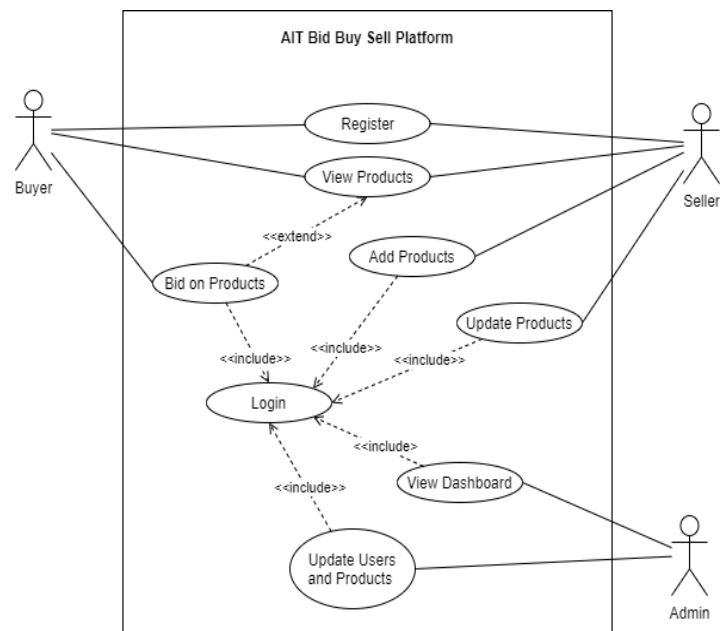 AIT Bid Buy Sell Platform
Register
View Products
Buyer
Seller
<<extend>>
Add Products
Bid on Products
Update Products
<<include>>
<<include>>
<<include>>
Login
<<include>
View Dashboard
<<include>>
Update Users
and Products
Admin